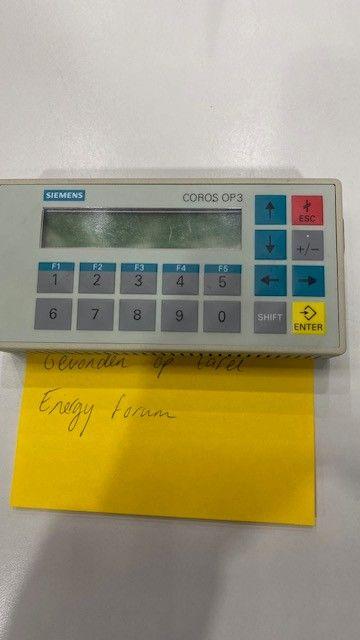 SIEMENS
COROS OP3
ESC
+/-
F1 F2 F3 F4 F5
1 2 3 4 5
6 7 8 9 0
SHIFT
ENTER
Gevonden op tafel
Energy Forum